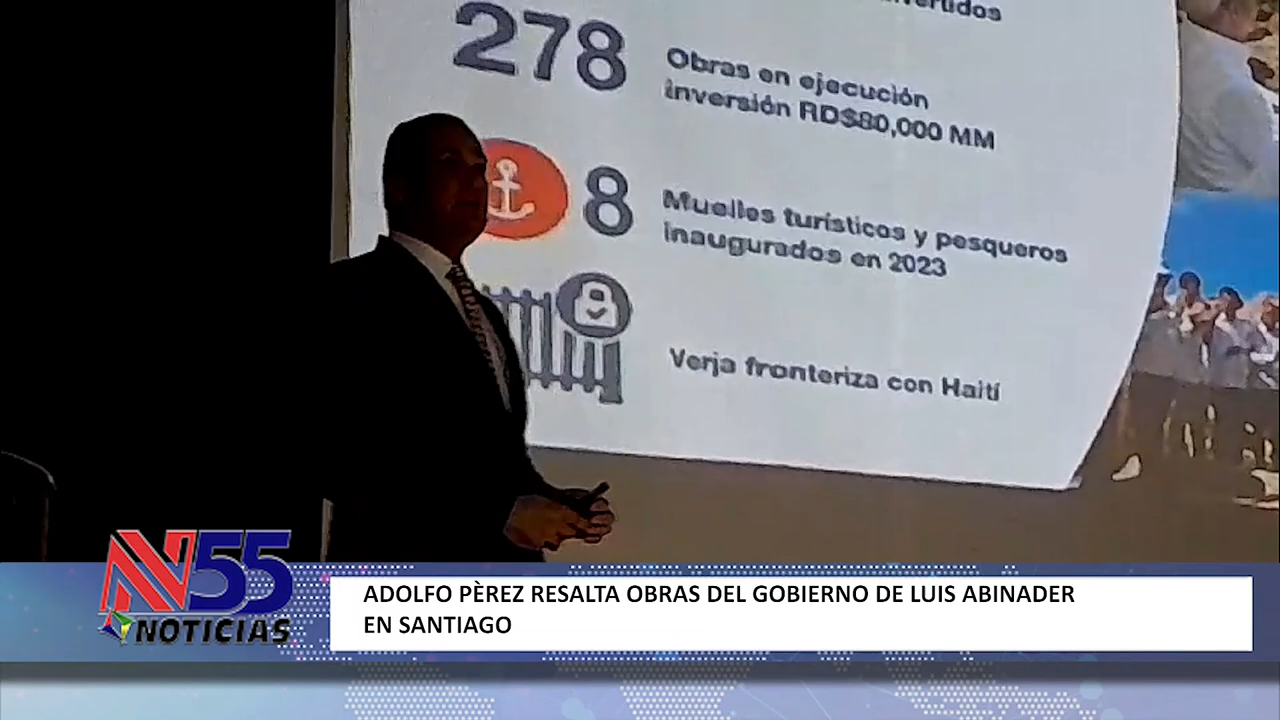 278
Obras en ejecución
inversión RD$80,000 MM
8
Muelles turísticos y pesqueros
inaugurados en 2023
Verja fronteriza con Haití
N55
NOTICIAS
ADOLFO PÈREZ RESALTA OBRAS DEL GOBIERNO DE LUIS ABINADER
EN SANTIAGO